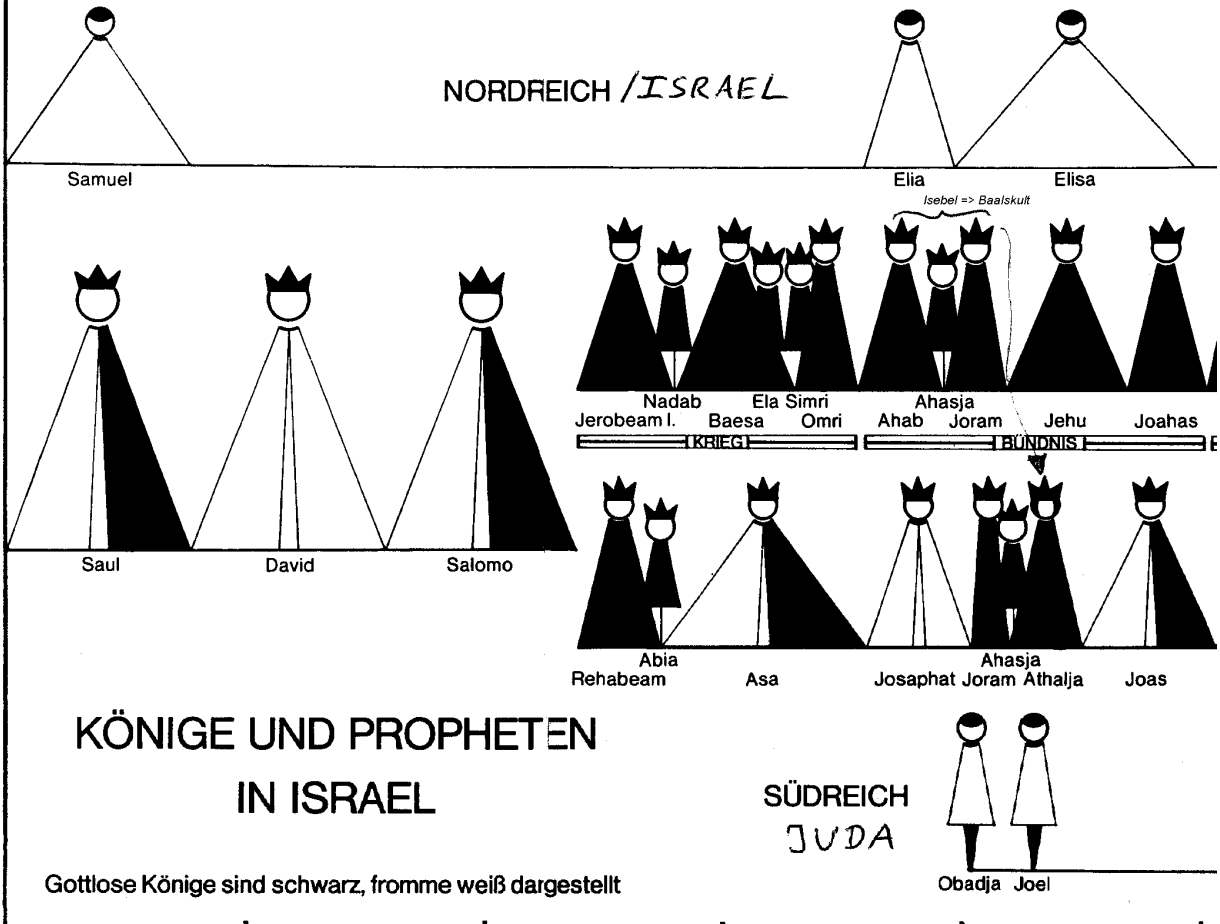 NORDREICH /ISRAEL
Samuel
Elia
Elisa
Isebel => Baalskult
Nadab
Ela Simri
Ahasja
Jerobeam I.
Baesa
Omri
Ahab
Joram
Jehu
Joahas
KRIEG
BÜNDNIS
Saul
David
Salomo
Abia
Ahasja
Rehabeam
Asa
Josaphat
Joram
Athalja
Joas
KÖNIGE UND PROPHETEN
IN ISRAEL
SÜDREICH
JUDA
Obadja
Joel
Gottlose Könige sind schwarz, fromme weiß dargestellt